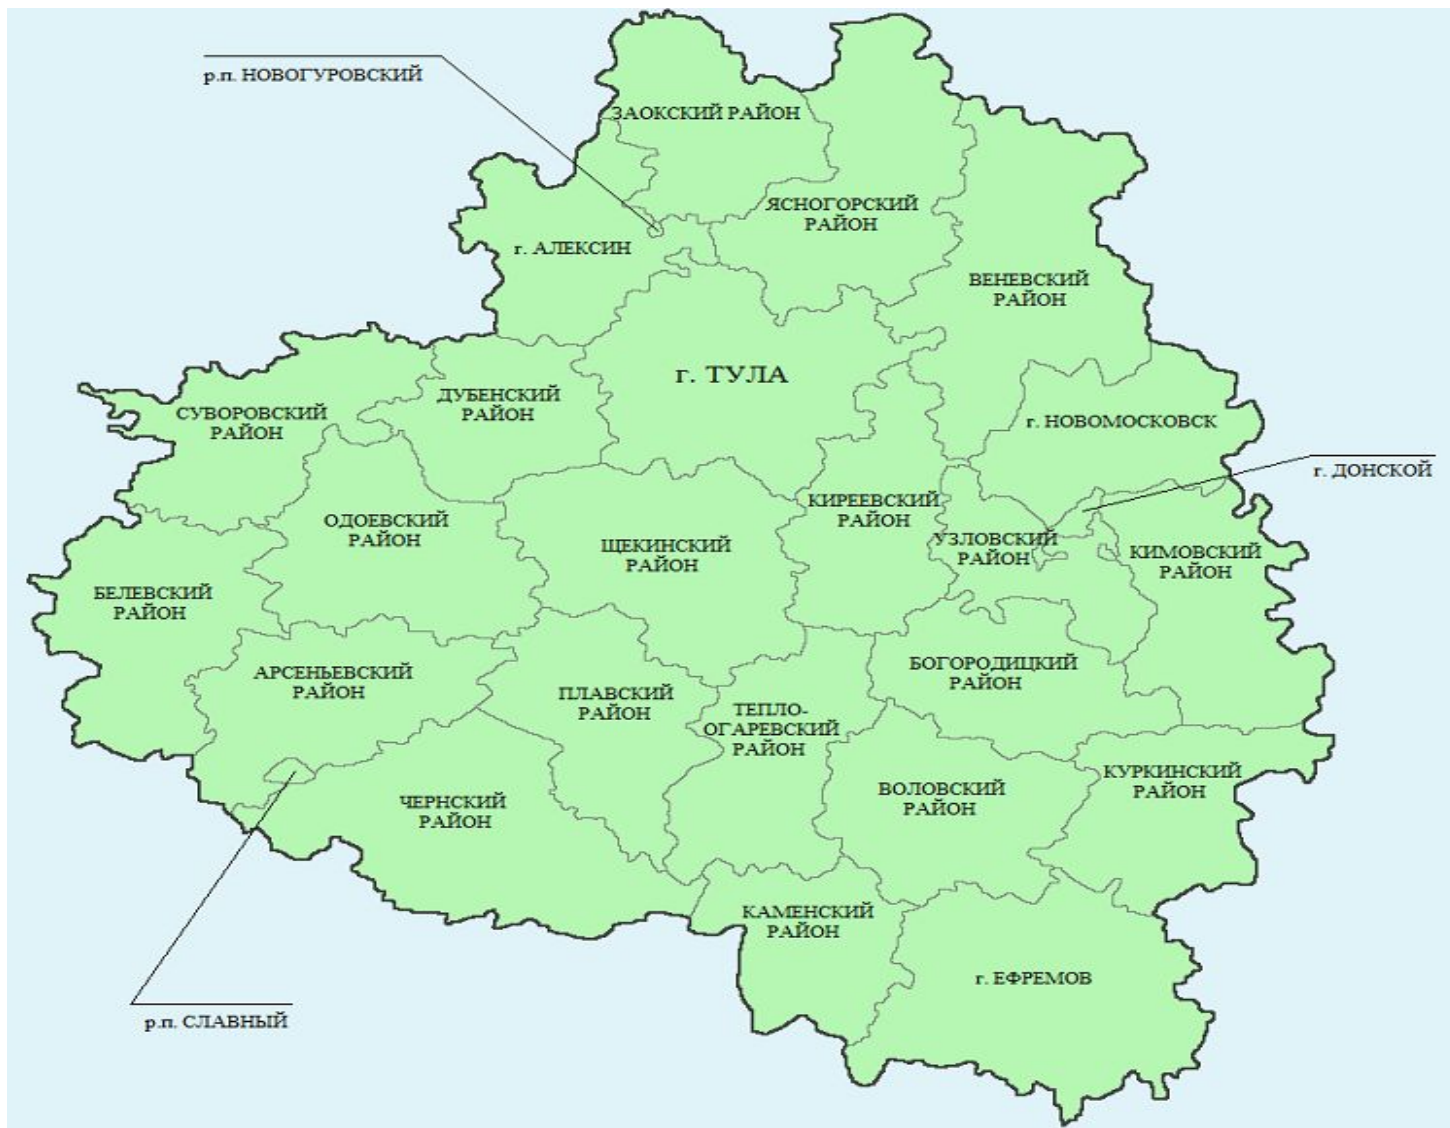 р.п. НОВОГУРОВСКИЙ
ЗАОКСКИЙ РАЙОН
ЯСНОГОРСКИЙ
РАЙОН
г. АЛЕКСИН
ВЕНЕВСКИЙ
РАЙОН
г. ТУЛА
ДУБЕНСКИЙ
РАЙОН
СУВОРОВСКИЙ
РАЙОН
г. НОВОМОСКОВСК
г. ДОНСКОЙ
КИРЕЕВСКИЙ
РАЙОН
ОДОЕВСКИЙ
РАЙОН
ЩЕКИНСКИЙ
РАЙОН
УЗЛОВСКИЙ
РАЙОН
КИМОВСКИЙ
РАЙОН
БЕЛЕВСКИЙ
РАЙОН
АРСЕНЬЕВСКИЙ
РАЙОН
БОГОРОДИЦКИЙ
РАЙОН
ПЛАВСКИЙ
РАЙОН
ТЕПЛО-
ОГАРЕВСКИЙ
РАЙОН
КУРКИНСКИЙ
РАЙОН
ВОЛОВСКИЙ
РАЙОН
ЧЕРНСКИЙ
РАЙОН
КАМЕНСКИЙ
РАЙОН
г. ЕФРЕМОВ
р.п. СЛАВНЫЙ